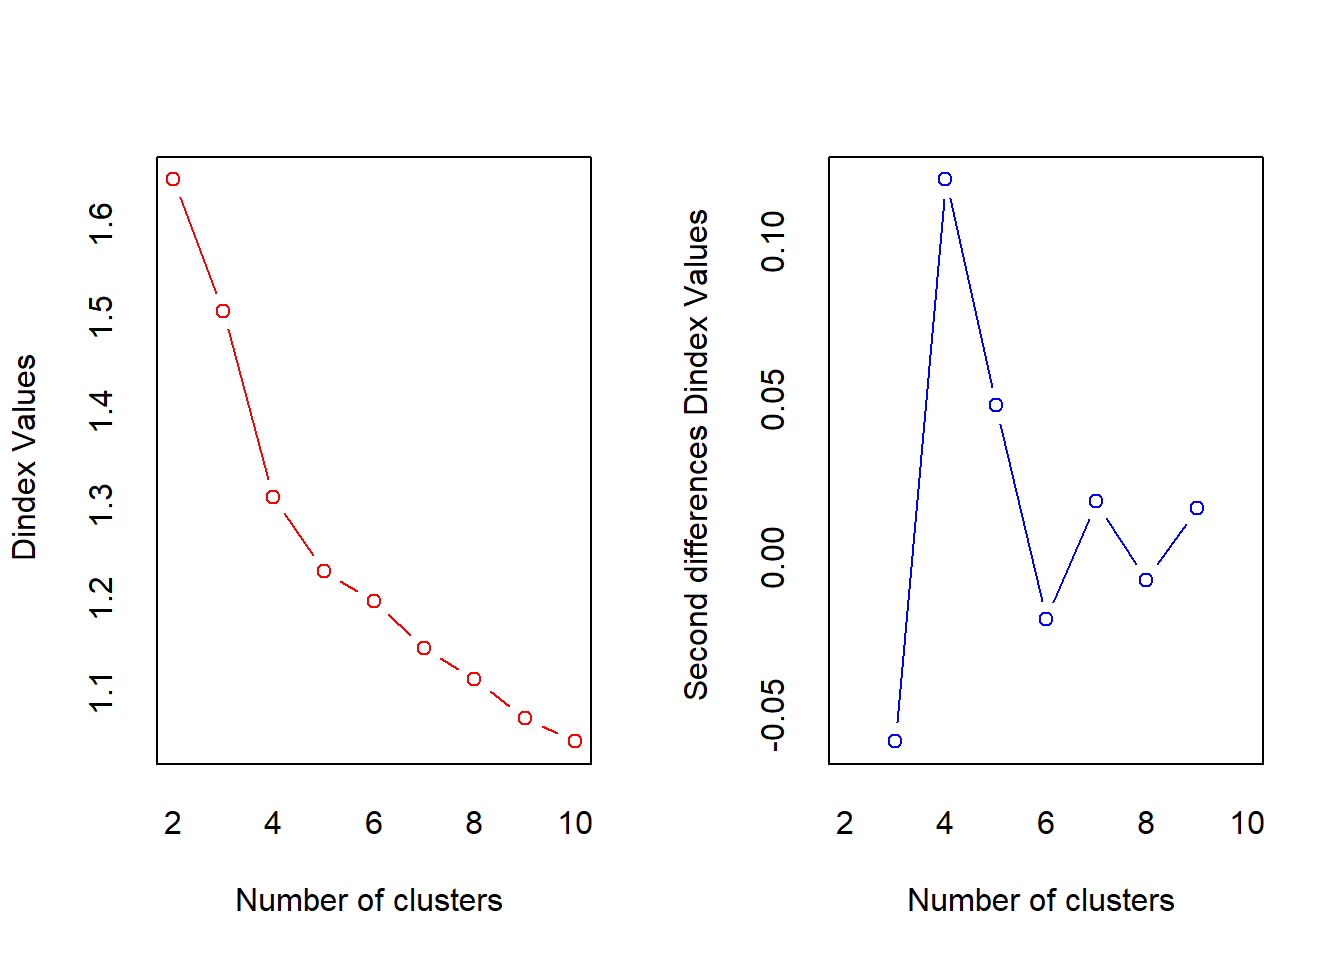 Dindex Values
1.6
1.5
1.4
1.3
1.2
1.1
2 4 6 8 10
Number of clusters
Second differences Dindex Values
0.10
0.05
0.00
-0.05
2 4 6 8 10
Number of clusters